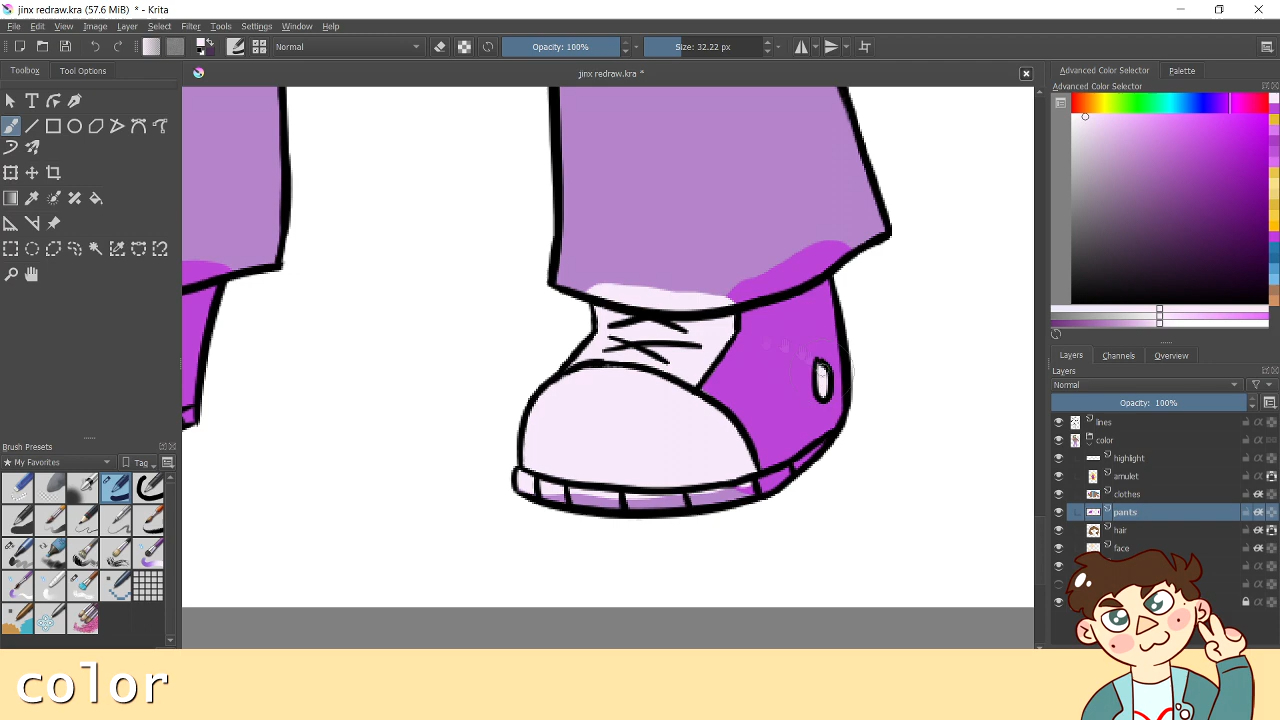 jinx redraw.kra (57.6 MiB) * - Krita
File Edit View Image Layer Select Filter Tools Settings Window Help
Normal Opacity: 100% Size: 32.22 px
Toolbox Tool Options
jinx redraw.kra *
Advanced Color Selector Palette
Advanced Color Selector
Layers Channels Overview
Layers
Normal
Opacity: 100%
lines
color
highlight
amulet
clothes
pants
hair
face
Brush Presets
My Favorites Tag
color